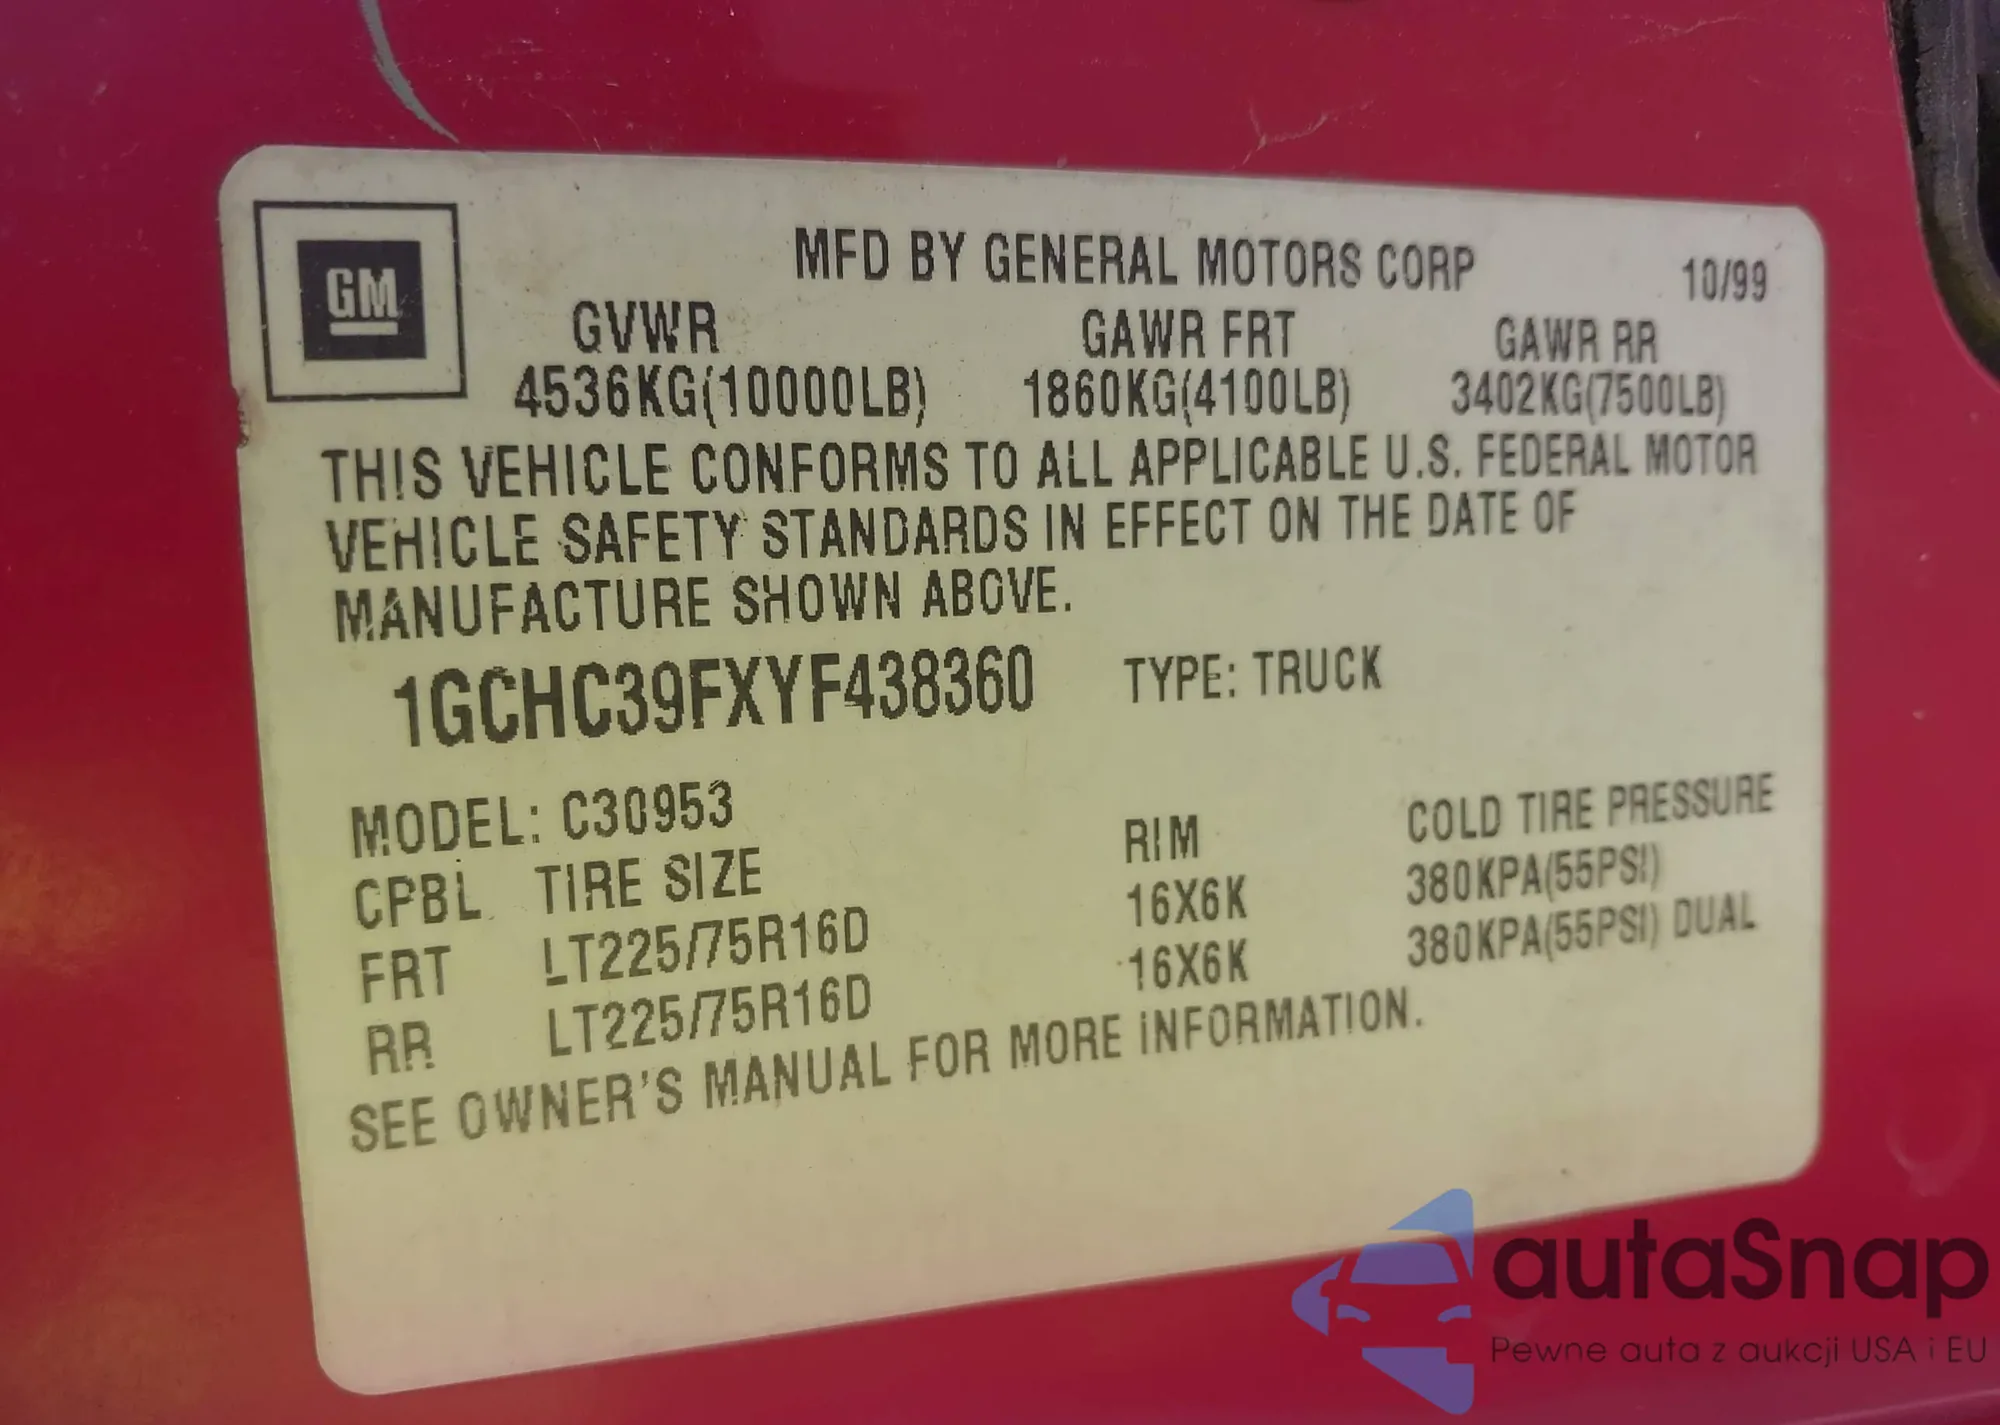 GM
MFD BY GENERAL MOTORS CORP 10/99
GVWR GAWR FRT GAWR RR
4536KG(10000LB) 1860KG(4100LB) 3402KG(7500LB)
THIS VEHICLE CONFORMS TO ALL APPLICABLE U.S. FEDERAL MOTOR
VEHICLE SAFETY STANDARDS IN EFFECT ON THE DATE OF
MANUFACTURE SHOWN ABOVE.
1GCHC39FXYF438360 TYPE: TRUCK
MODEL: C30953
CPBL TIRE SIZE RIM COLD TIRE PRESSURE
FRT LT225/75R16D 16X6K 380KPA(55PSI)
RR LT225/75R16D 16X6K 380KPA(55PSI) DUAL
SEE OWNER'S MANUAL FOR MORE INFORMATION.
autaSnap
Pewne auta z aukcji USA i EU